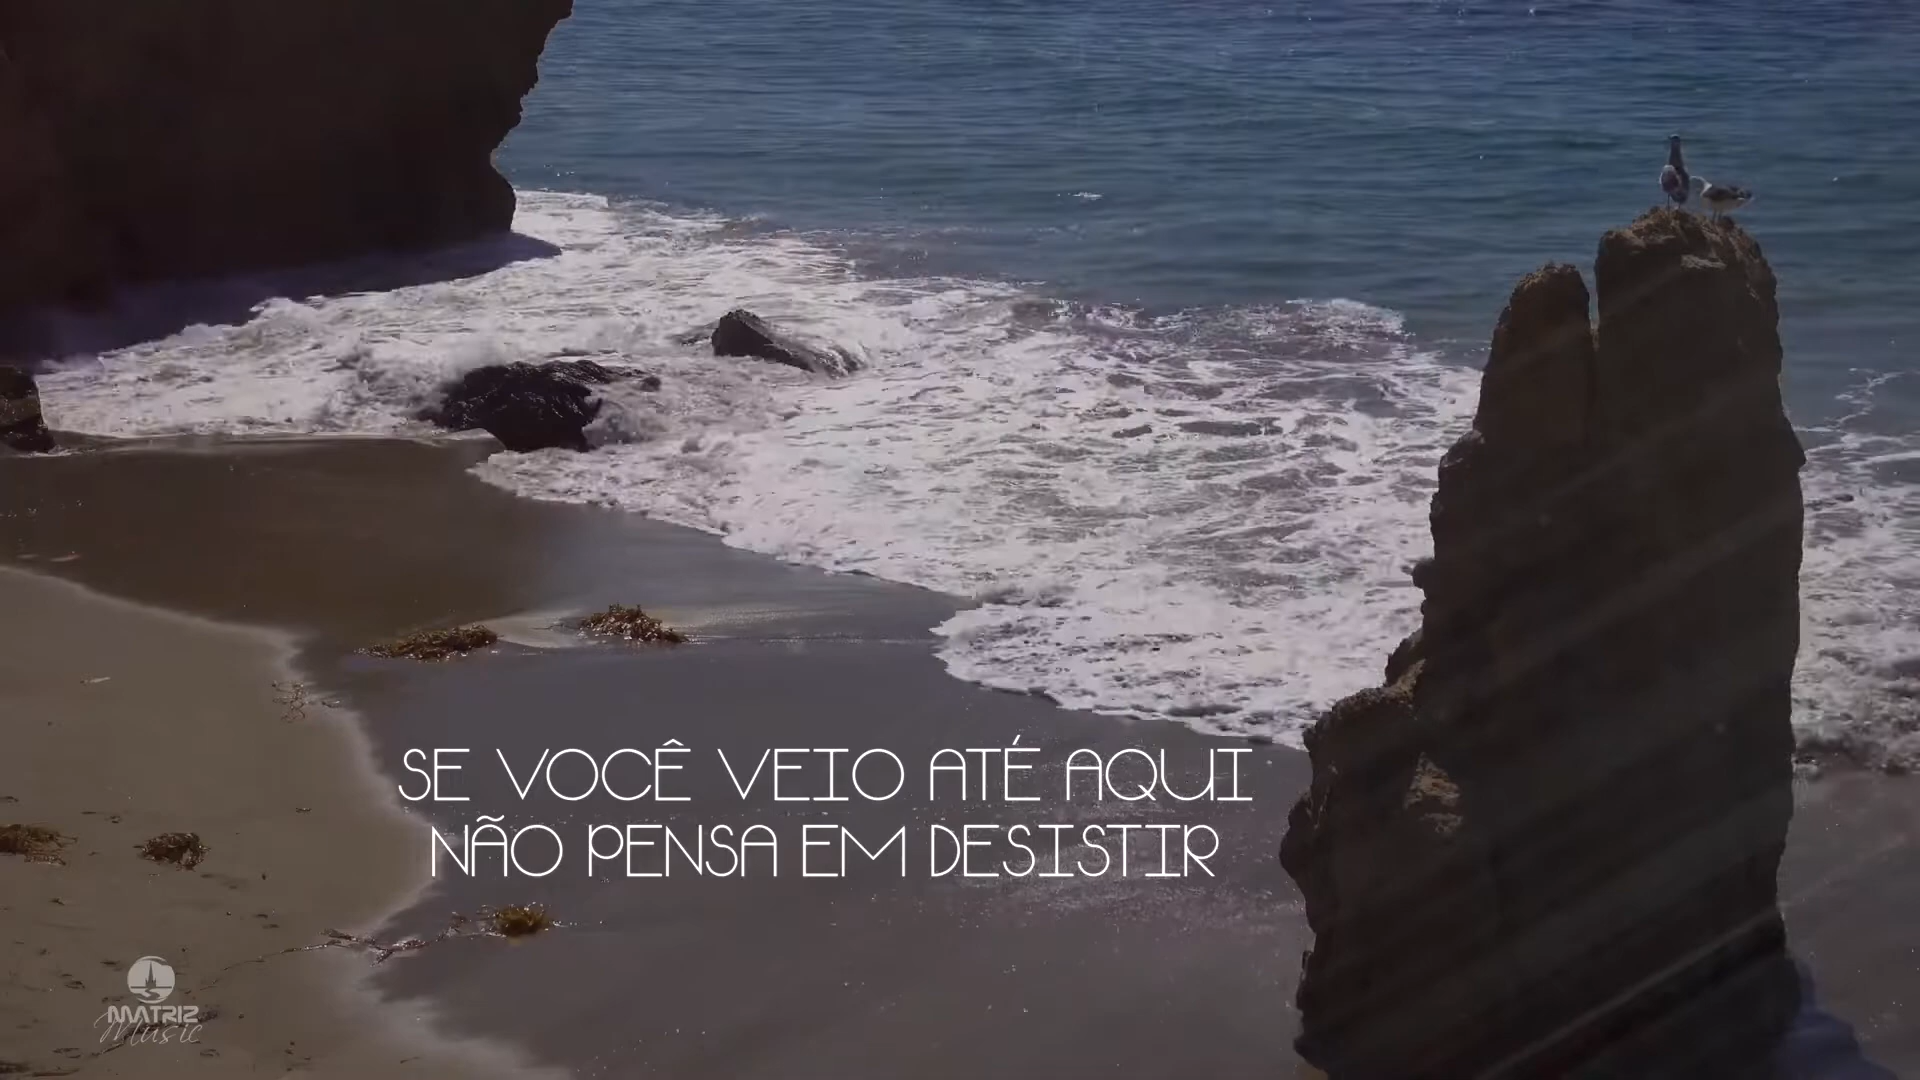 SE VOCÊ VEIO ATÉ AQUI
NÃO PENSA EM DESISTIR
MATRIZ
Music